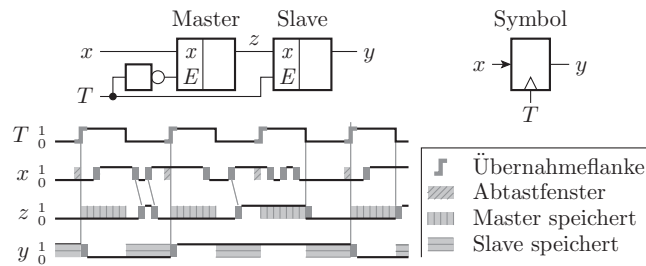 Master Slave Symbol
x x z x y x y
E E
T T
T 1 0
x 1 0 Übernahmeflanke
Abtastfenster
z 1 0 Master speichert
y 1 0 Slave speichert